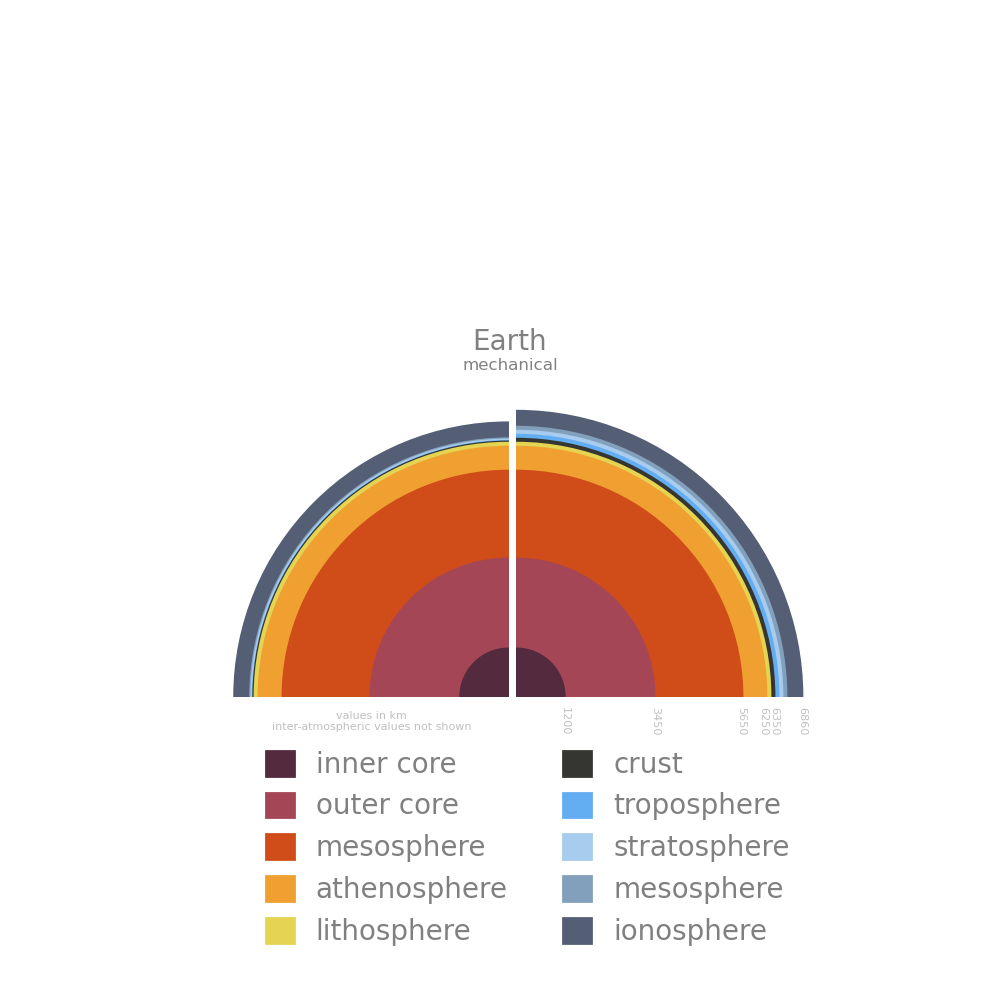 Earth
mechanical
values in km
inter-atmospheric values not shown
1200
3450
5650
6250
6350
6860
inner core
outer core
mesosphere
athenosphere
lithosphere
crust
troposphere
stratosphere
mesosphere
ionosphere